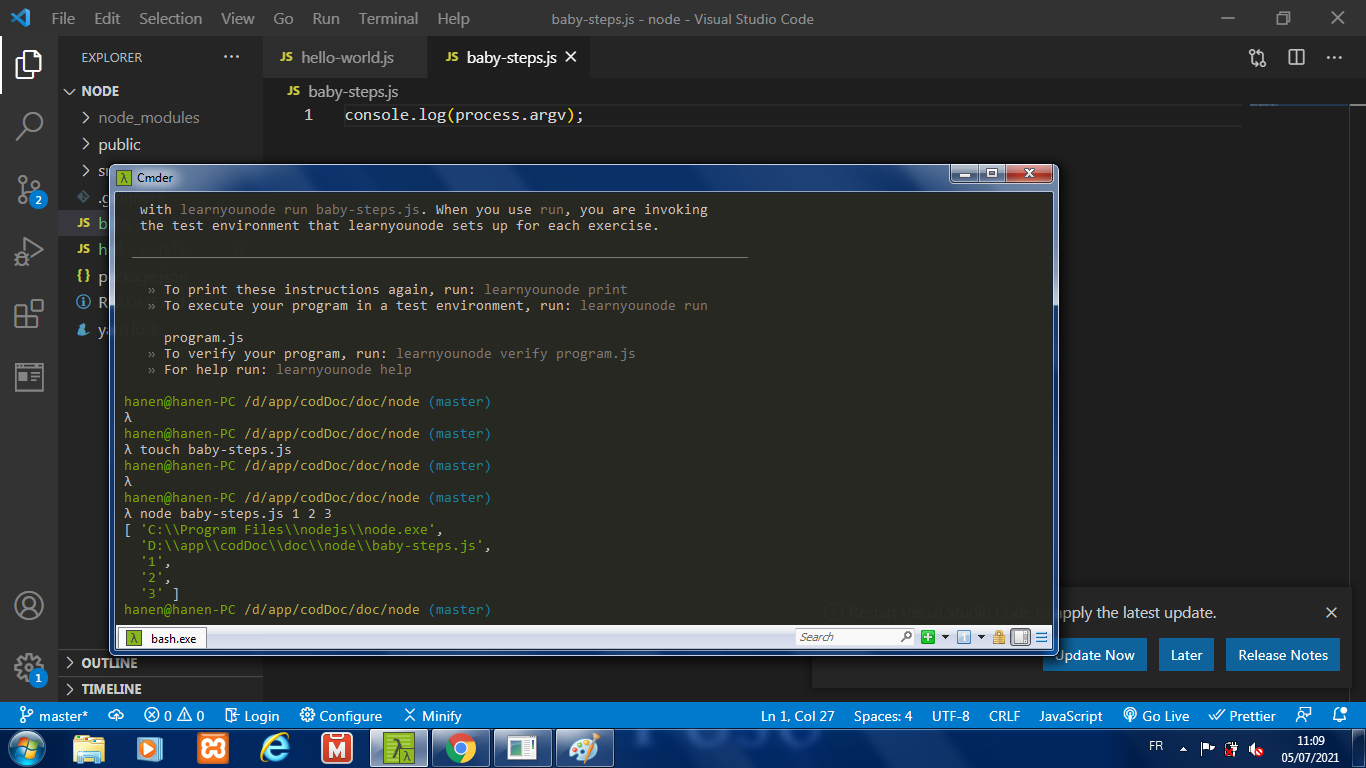 File Edit Selection View Go Run Terminal Help
baby-steps.js - node - Visual Studio Code
EXPLORER
JS hello-world.js
JS baby-steps.js
NODE
JS baby-steps.js
1 console.log(process.argv);
node_modules
public
2
JS
JS
Cmder
with learnyounode run baby-steps.js. When you use run, you are invoking
the test environment that learnyounode sets up for each exercise.
» To print these instructions again, run: learnyounode print
» To execute your program in a test environment, run: learnyounode run
program.js
» To verify your program, run: learnyounode verify program.js
» For help run: learnyounode help
hanen@hanen-PC /d/app/codDoc/doc/node (master)
λ
hanen@hanen-PC /d/app/codDoc/doc/node (master)
λ touch baby-steps.js
hanen@hanen-PC /d/app/codDoc/doc/node (master)
λ
hanen@hanen-PC /d/app/codDoc/doc/node (master)
λ node baby-steps.js 1 2 3
[ 'C:\\Program Files\\nodejs\\node.exe',
'D:\\app\\codDoc\\doc\\node\\baby-steps.js',
'1',
'2',
'3' ]
hanen@hanen-PC /d/app/codDoc/doc/node (master)
bash.exe
Search
Restart Visual Studio Code to apply the latest update.
Update Now
Later
Release Notes
1
OUTLINE
TIMELINE
master* 0 0 Login Configure Minify
Ln 1, Col 27 Spaces: 4 UTF-8 CRLF JavaScript Go Live Prettier
FR
11:09
05/07/2021